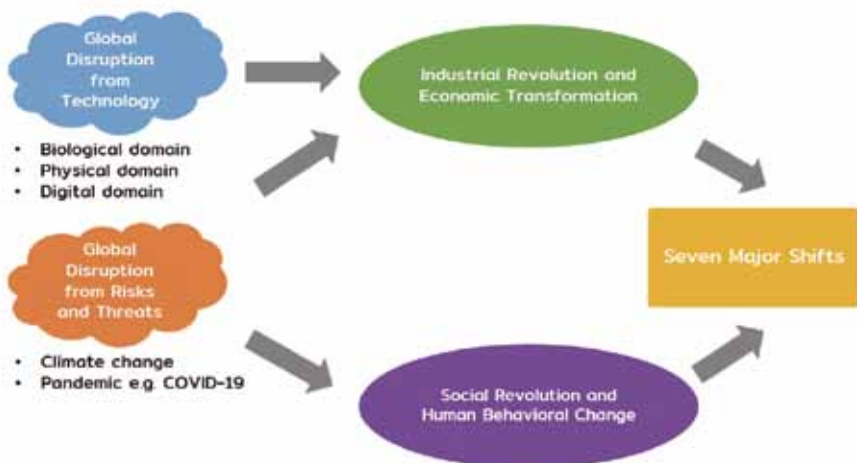 Global
Disruption
from
Technology
• Biological domain
• Physical domain
• Digital domain
Industrial Revolution and
Economic Transformation
Global
Disruption
from Risks
and Threats
• Climate change
• Pandemic e.g. COVID-19
Seven Major Shifts
Social Revolution and
Human Behavioral Change